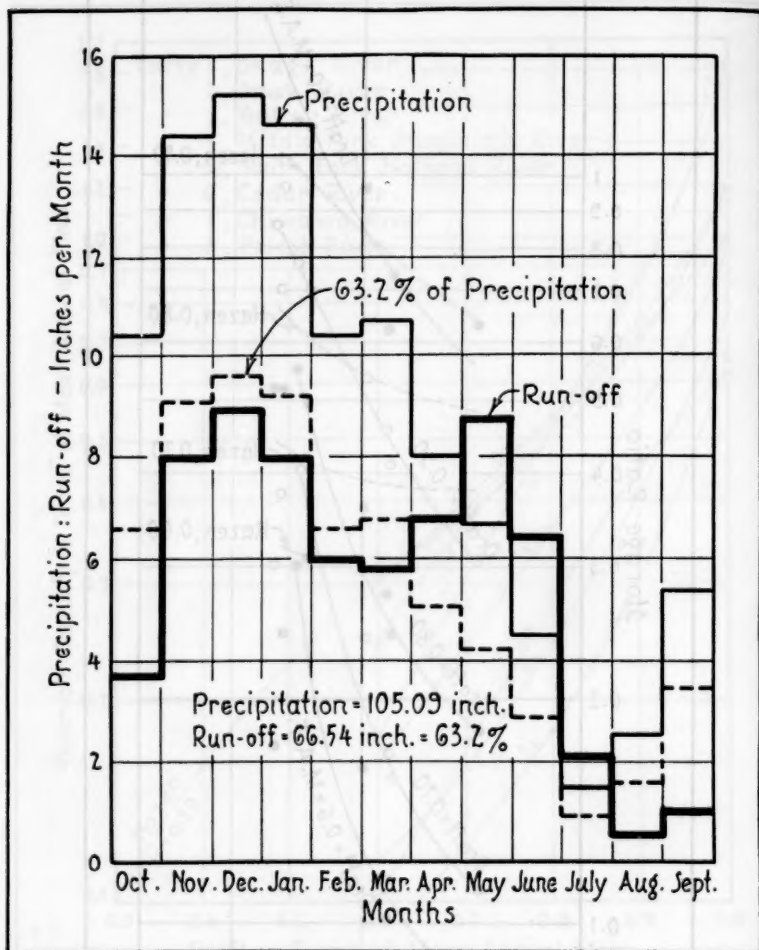 16
14
12
10
8
6
4
2
0
Precipitation : Run-off - Inches per Month
Precipitation
63.2% of Precipitation
Run-off
Precipitation = 105.09 inch.
Run-off = 66.54 inch. = 63.2%
Oct. Nov. Dec. Jan. Feb. Mar. Apr. May June July Aug. Sept.
Months